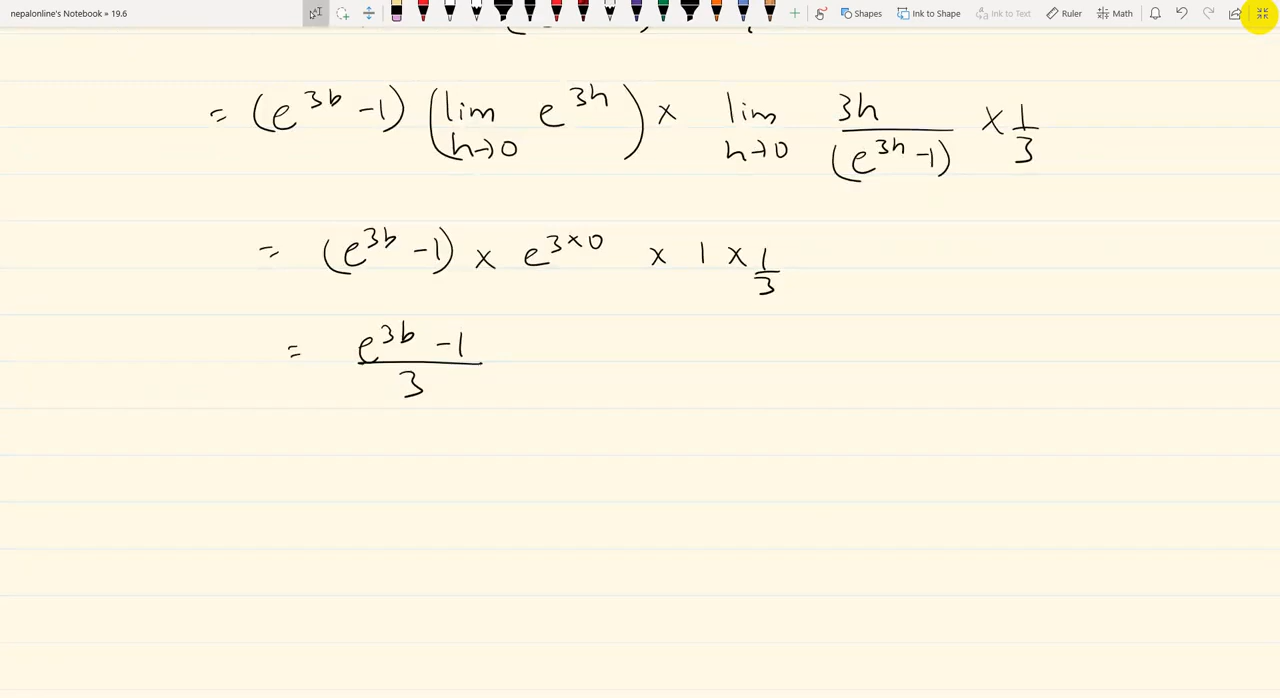 nepalonline's Notebook » 19.6 Shapes Ink to Shape Ink to Text Ruler Math
= (e^{3b} -1) (lim_{h→0} e^{3h}) × lim_{h→0} 3h/(e^{3h} -1) × 1/3
= (e^{3b} -1) × e^{3×0} × 1 × 1/3
= (e^{3b} -1)/3